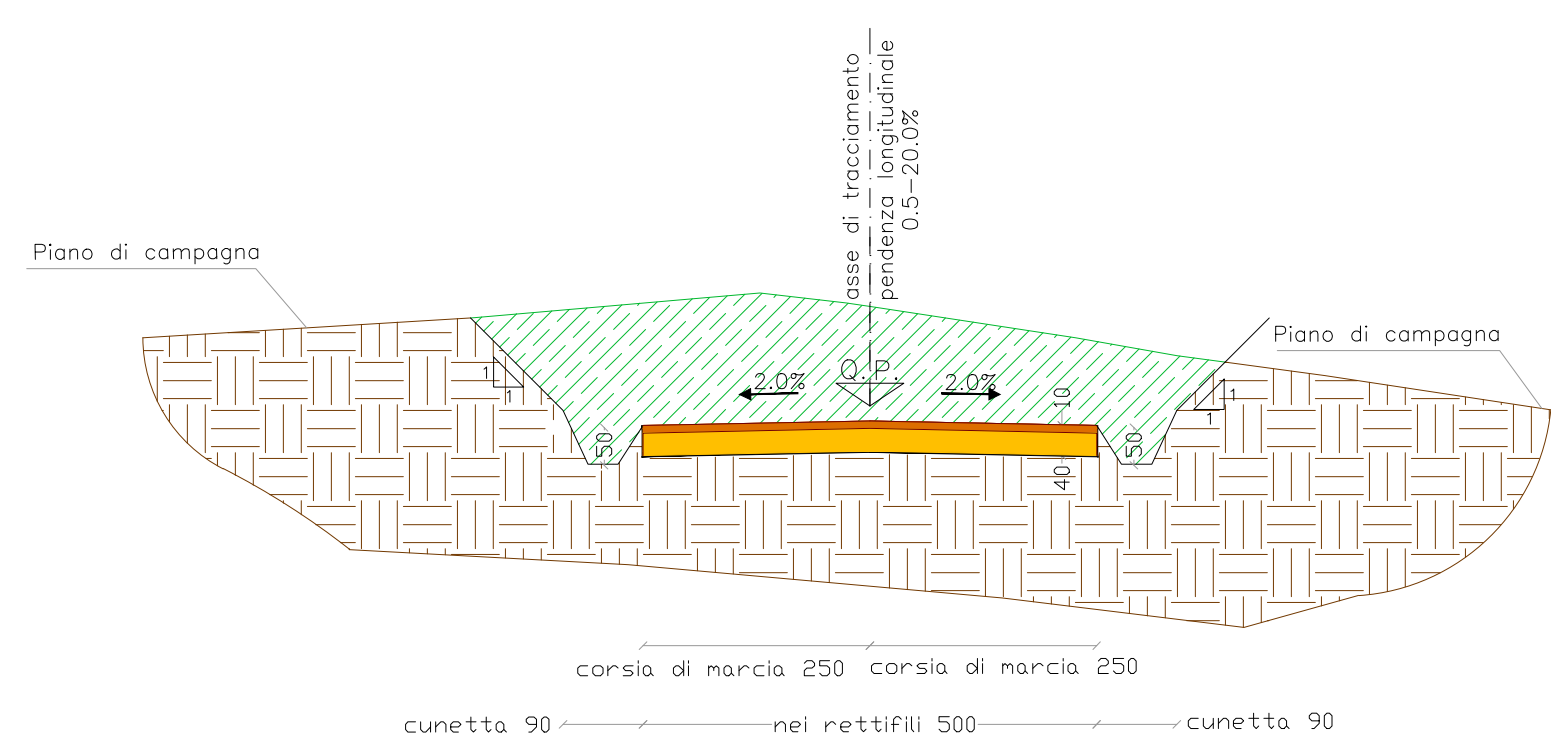 asse di tracciamento
pendenza longitudinale
0.5-20.0%
Piano di campagna
Piano di campagna
Q.P.
2.0%
2.0%
1
1
1
1
10
50
50
40
corsia di marcia 250
corsia di marcia 250
cunetta 90
nei rettifili 500
cunetta 90